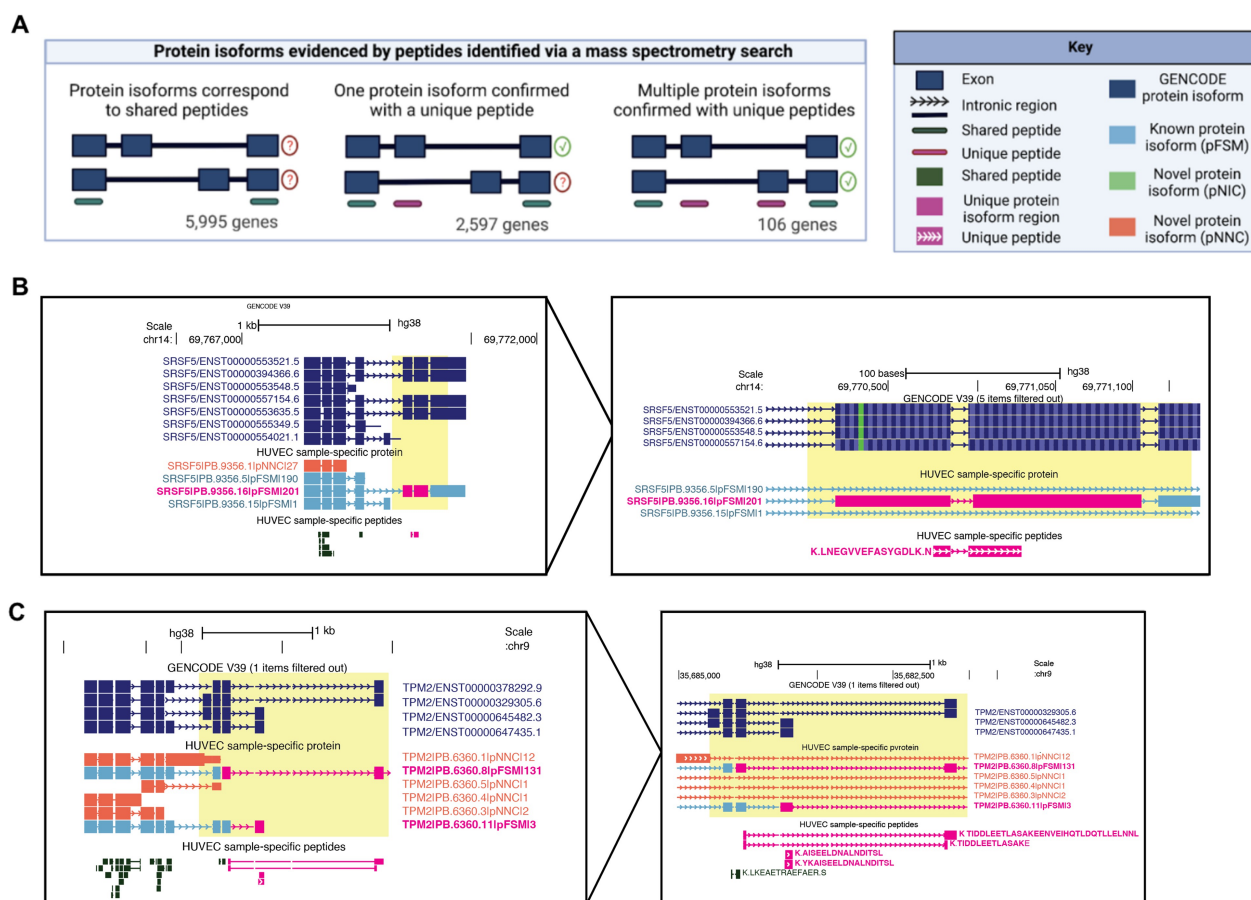 A
Protein isoforms evidenced by peptides identified via a mass spectrometry search
Protein isoforms correspond
to shared peptides
?
?
5,995 genes
One protein isoform confirmed
with a unique peptide
?
2,597 genes
Multiple protein isoforms
confirmed with unique peptides
106 genes
Key
Exon
Intronic region
Shared peptide
Unique peptide
Shared peptide
Unique protein
isoform region
Unique peptide
GENCODE
protein isoform
Known protein
isoform (pFSM)
Novel protein
isoform (pNIC)
Novel protein
isoform (pNNC)
B
GENCODE V39
Scale
1 kb
hg38
chr14:
69,767,000
69,772,000
SRSF5/ENST00000553521.5
SRSF5/ENST00000394366.6
SRSF5/ENST00000553548.5
SRSF5/ENST00000557154.6
SRSF5/ENST00000553635.5
SRSF5/ENST00000555349.5
SRSF5/ENST00000554021.1
HUVEC sample-specific protein
SRSF5|PB.9356.1|pNNC|27
SRSF5|PB.9356.5|pFSM|190
SRSF5|PB.9356.16|pFSM|201
SRSF5|PB.9356.15|pFSM|1
HUVEC sample-specific peptides
Scale
100 bases
hg38
chr14:
69,770,500
69,771,050
69,771,100
GENCODE V39 (5 items filtered out)
SRSF5/ENST00000553521.5
SRSF5/ENST00000394366.6
SRSF5/ENST00000553548.5
SRSF5/ENST00000557154.6
HUVEC sample-specific protein
SRSF5|PB.9356.5|pFSM|190
SRSF5|PB.9356.16|pFSM|201
SRSF5|PB.9356.15|pFSM|1
HUVEC sample-specific peptides
K.LNEGVVEFASYGDLK.N
C
hg38
1 kb
Scale
:chr9
GENCODE V39 (1 items filtered out)
TPM2/ENST00000378292.9
TPM2/ENST00000329305.6
TPM2/ENST00000645482.3
TPM2/ENST00000647435.1
HUVEC sample-specific protein
TPM2|PB.6360.1|pNNC|12
TPM2|PB.6360.8|pFSM|131
TPM2|PB.6360.5|pNNC|1
TPM2|PB.6360.4|pNNC|1
TPM2|PB.6360.3|pNNC|2
TPM2|PB.6360.11|pFSM|3
HUVEC sample-specific peptides
hg38
1 kb
Scale
35,685,000
35,682,500
:chr9
GENCODE V39 (1 items filtered out)
TPM2/ENST00000329305.6
TPM2/ENST00000645482.3
TPM2/ENST00000647435.1
HUVEC sample-specific pvrotein
TPM2|PB.6360.1|pNNC|12
TPM2|PB.6360.8|pFSM|131
TPM2|PB.6360.5|pNNC|1
TPM2|PB.6360.4|pNNC|1
TPM2|PB.6360.3|pNNC|2
TPM2|PB.6360.11|pFSM|3
HUVEC sample-specific peptides
K.TIDDLEETLASAKEENVEIHQTLDQTLLELNNL
K.TIDDLEETLASAKE
K.AISEELDNALNDITSL
K.YKAISEELDNALNDITSL
K.LKEAETRAEFAER.S